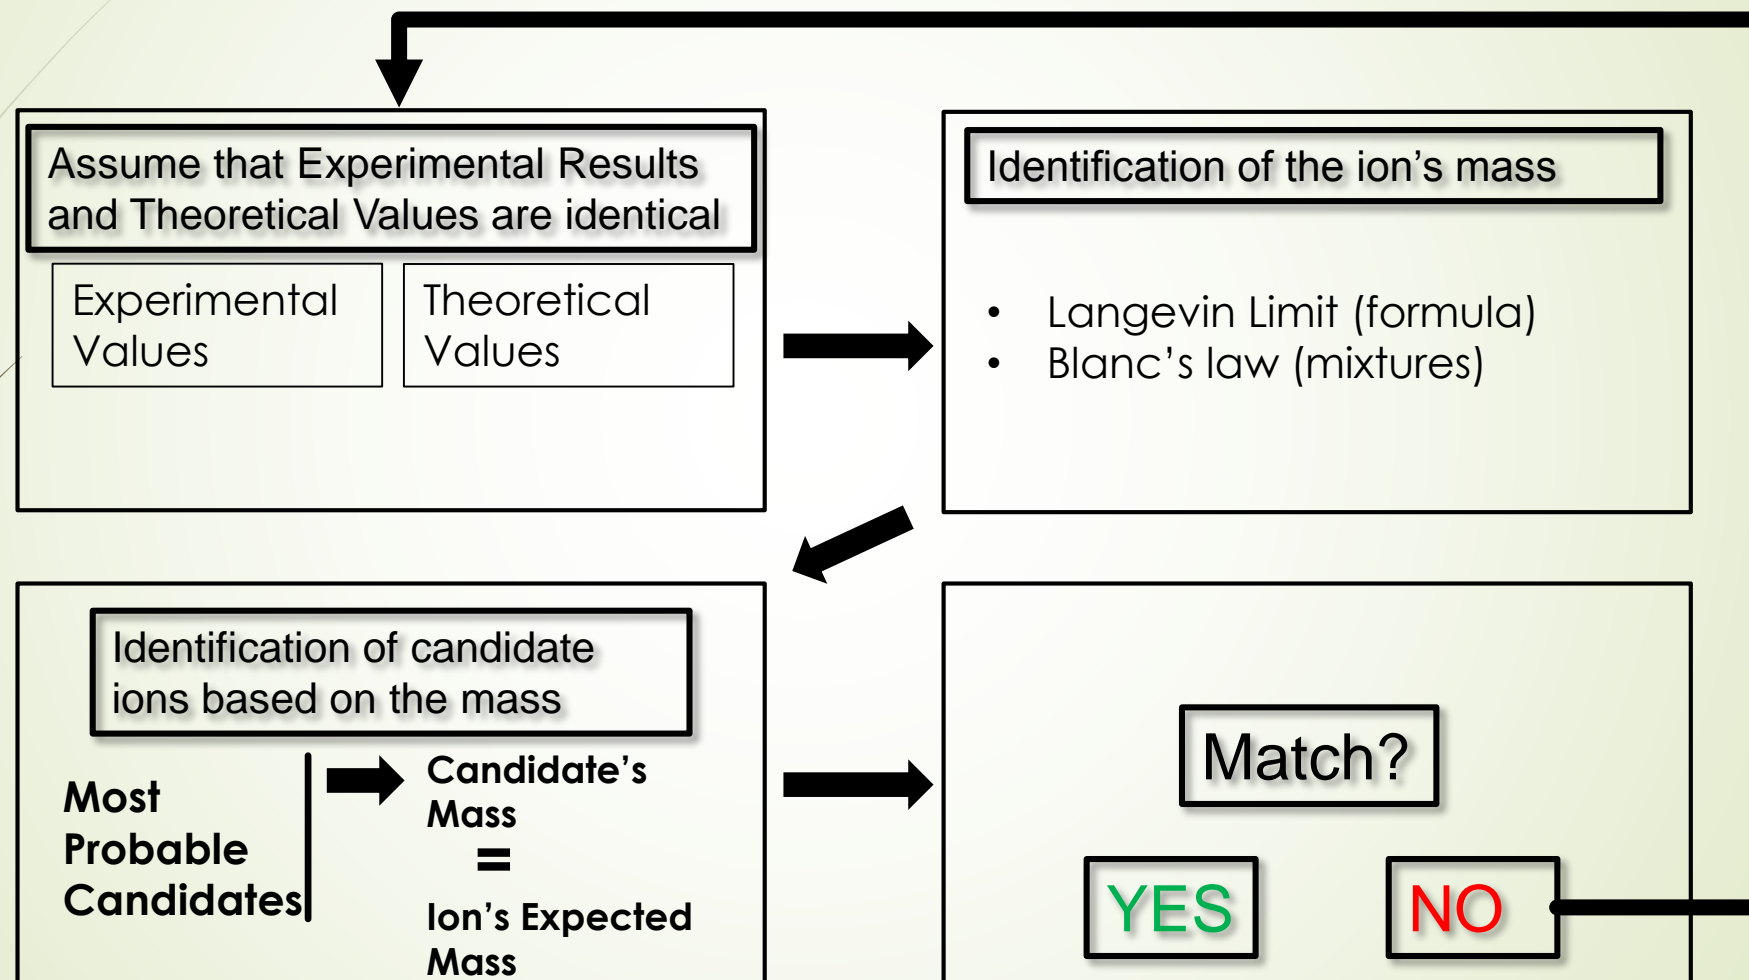 Assume that Experimental Results
and Theoretical Values are identical
Experimental
Values
Theoretical
Values
Identification of the ion’s mass
• Langevin Limit (formula)
• Blanc’s law (mixtures)
Identification of candidate
ions based on the mass
Most
Probable
Candidates
Candidate’s
Mass
=
Ion’s Expected
Mass
Match?
YES
NO